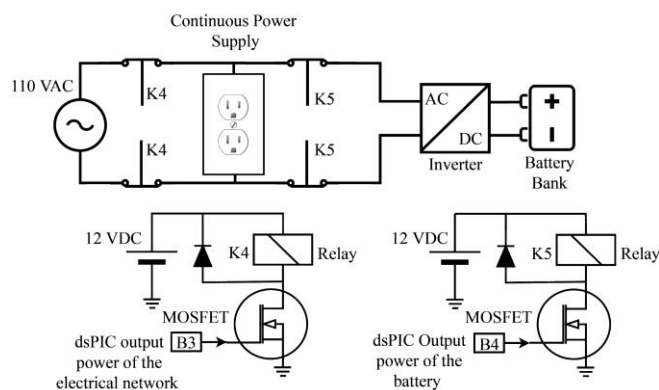 Continuous Power
Supply
110 VAC
K4
K5
K4
K5
AC
DC
Inverter
+
-
Battery
Bank
12 VDC
K4
Relay
MOSFET
B3
dsPIC output
power of the
electrical network
12 VDC
K5
Relay
MOSFET
B4
dsPIC Output
power of the
battery